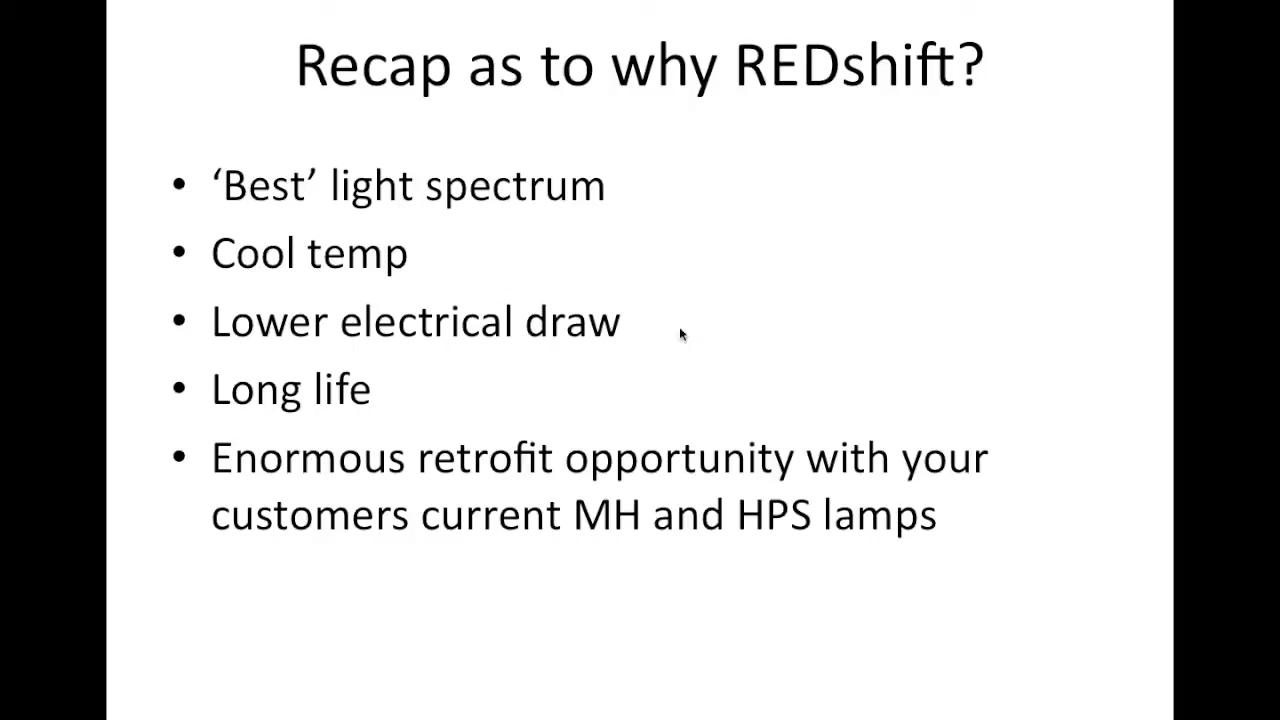 Recap as to why REDshift?
• ‘Best’ light spectrum
• Cool temp
• Lower electrical draw
• Long life
• Enormous retrofit opportunity with your
customers current MH and HPS lamps